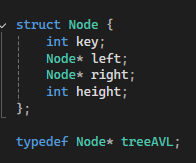 struct Node {
int key;
Node* left;
Node* right;
int height;
};
typedef Node* treeAVL;